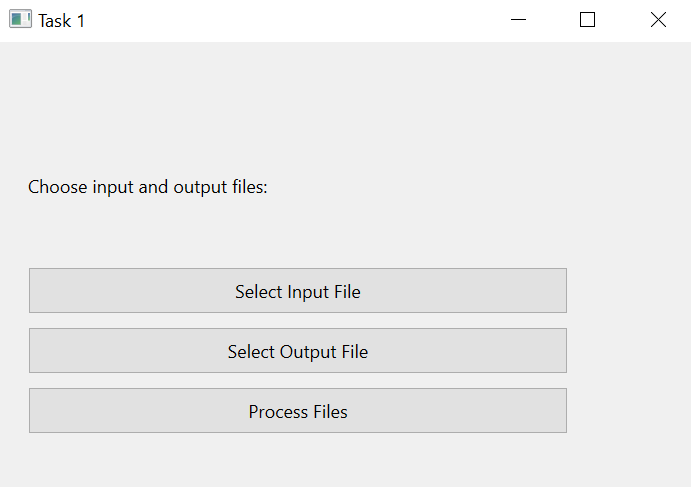 Task 1
Choose input and output files:
Select Input File
Select Output File
Process Files